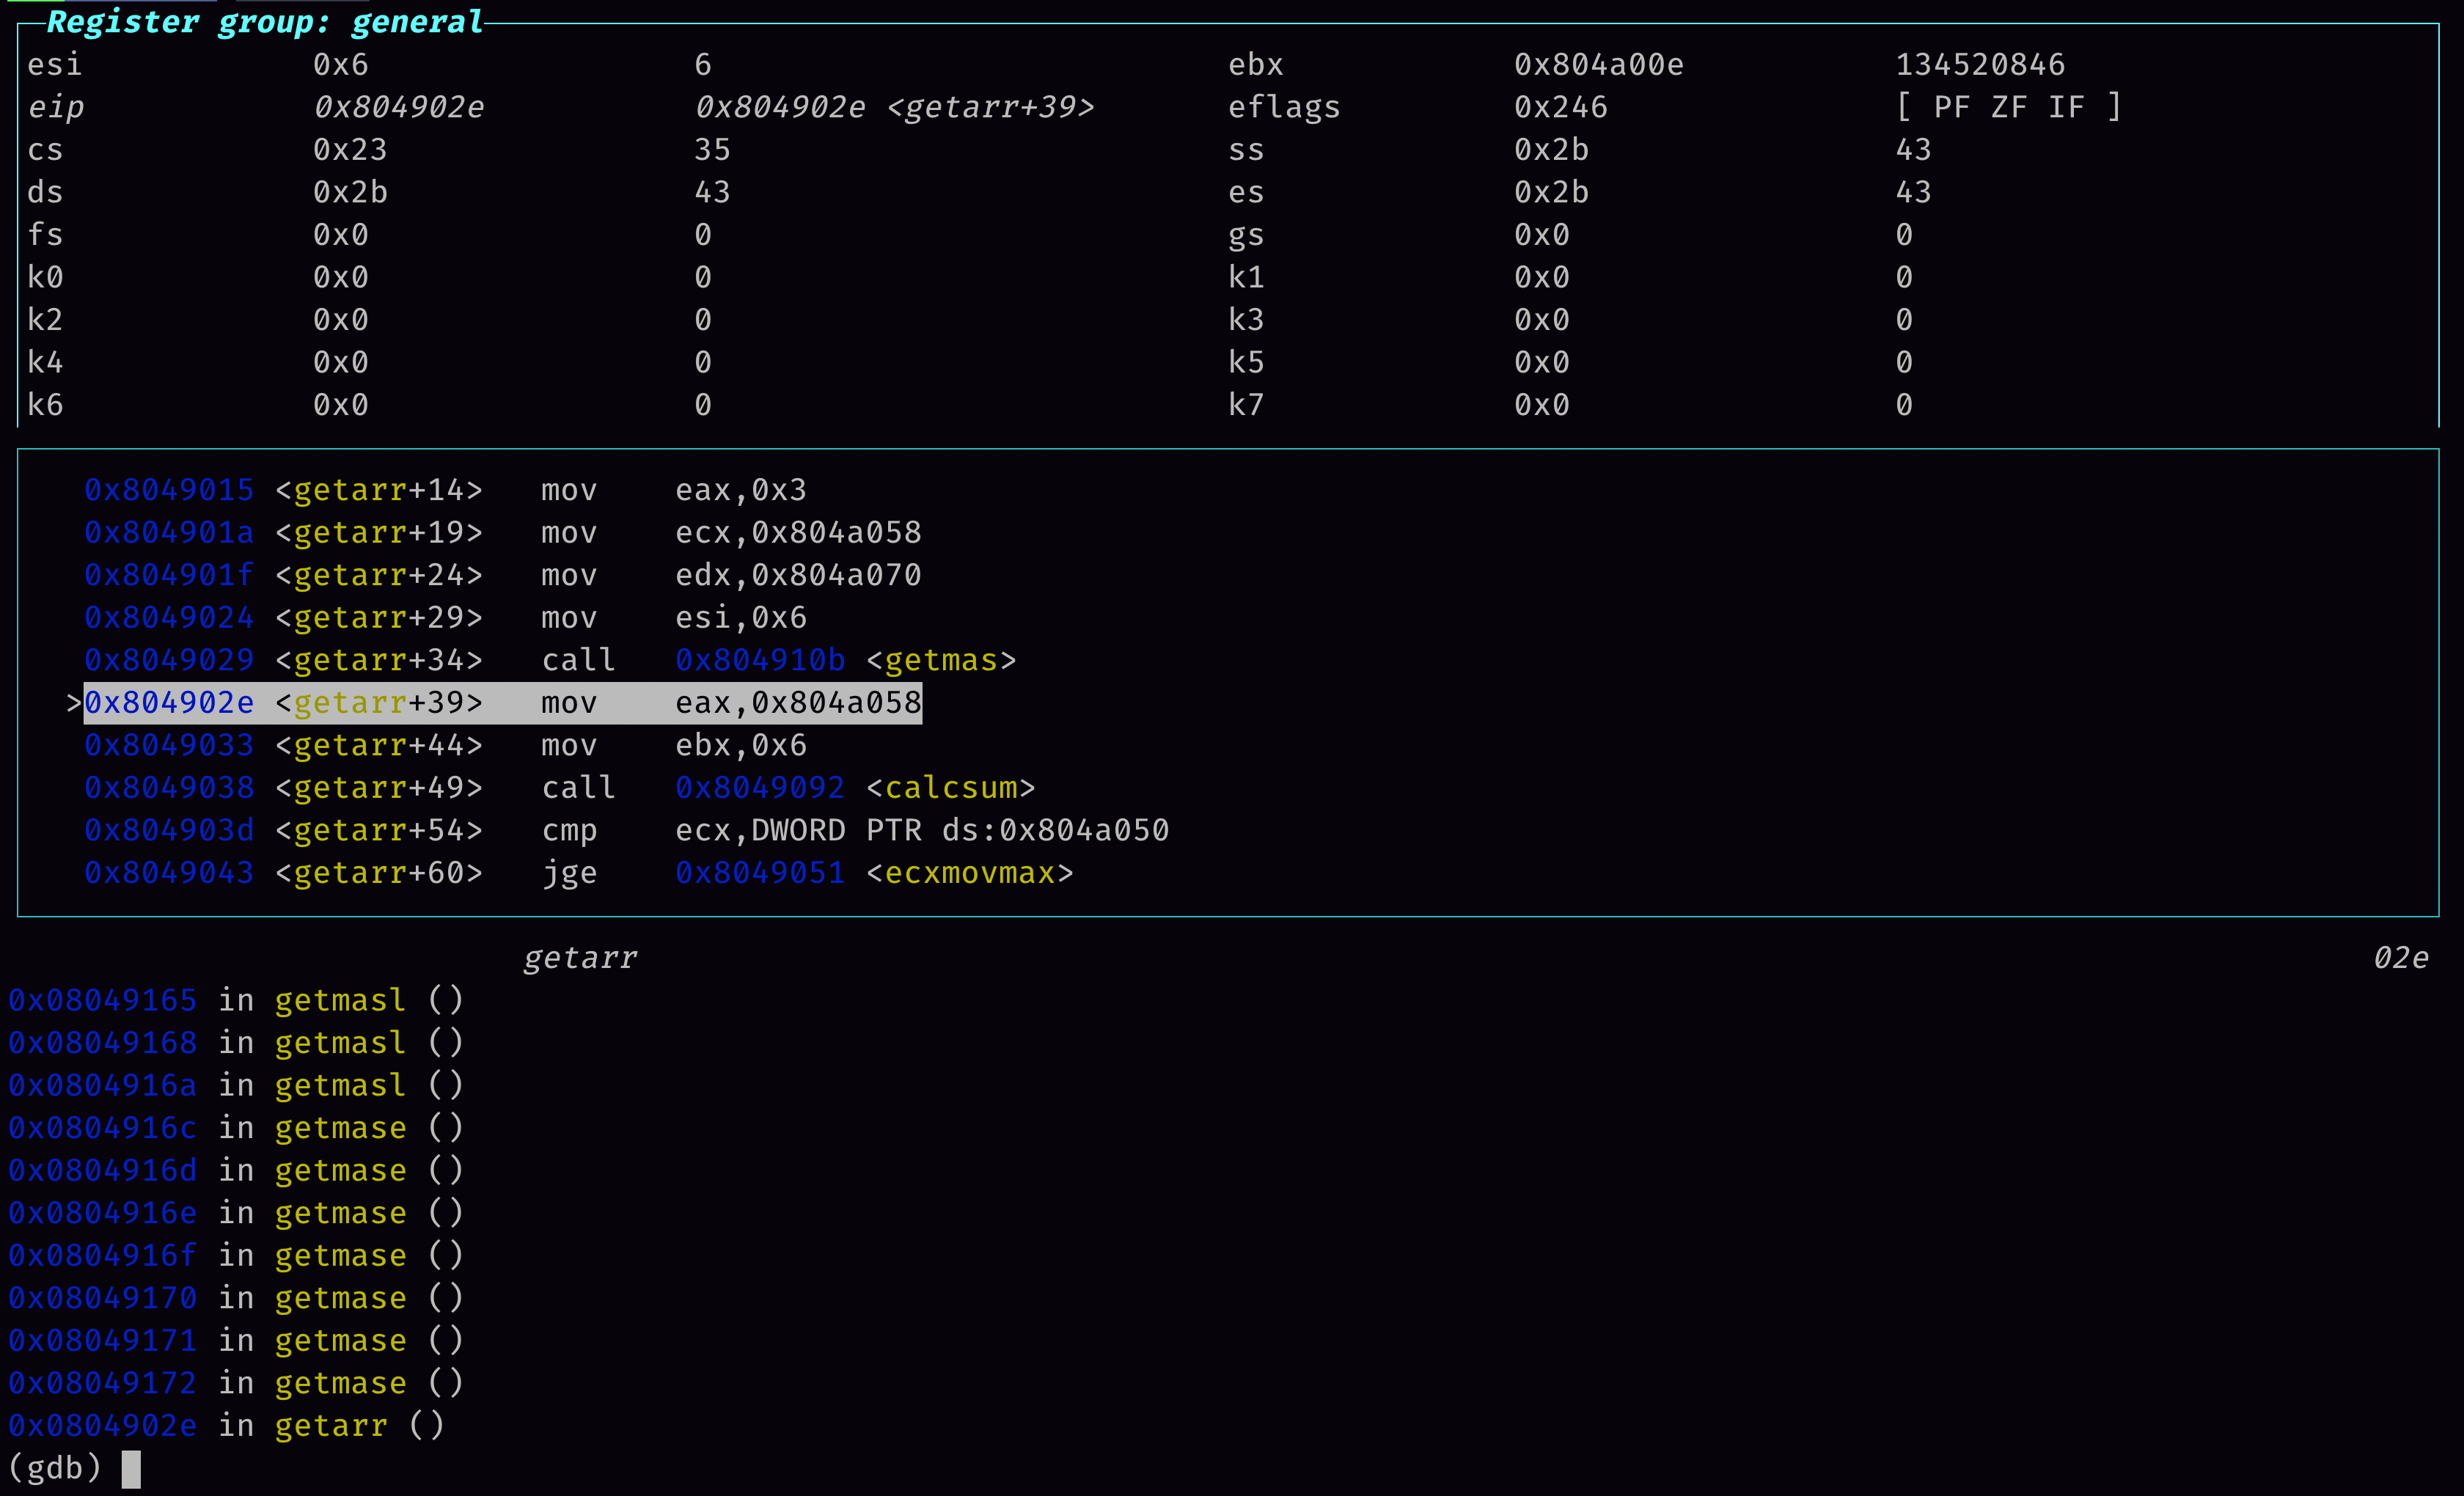 Register group: general
esi 0x6 6 ebx 0x804a00e 134520846
eip 0x804902e 0x804902e <getarr+39> eflags 0x246 [ PF ZF IF ]
cs 0x23 35 ss 0x2b 43
ds 0x2b 43 es 0x2b 43
fs 0x0 0 gs 0x0 0
k0 0x0 0 k1 0x0 0
k2 0x0 0 k3 0x0 0
k4 0x0 0 k5 0x0 0
k6 0x0 0 k7 0x0 0
0x8049015 <getarr+14> mov eax,0x3
0x804901a <getarr+19> mov ecx,0x804a058
0x804901f <getarr+24> mov edx,0x804a070
0x8049024 <getarr+29> mov esi,0x6
0x8049029 <getarr+34> call 0x804910b <getmas>
>0x804902e <getarr+39> mov eax,0x804a058
0x8049033 <getarr+44> mov ebx,0x6
0x8049038 <getarr+49> call 0x8049092 <calcsum>
0x804903d <getarr+54> cmp ecx,DWORD PTR ds:0x804a050
0x8049043 <getarr+60> jge 0x8049051 <ecxmovmax>
getarr 02e
0x08049165 in getmasl ()
0x08049168 in getmasl ()
0x0804916a in getmasl ()
0x0804916c in getmase ()
0x0804916d in getmase ()
0x0804916e in getmase ()
0x0804916f in getmase ()
0x08049170 in getmase ()
0x08049171 in getmase ()
0x08049172 in getmase ()
0x0804902e in getarr ()
(gdb)